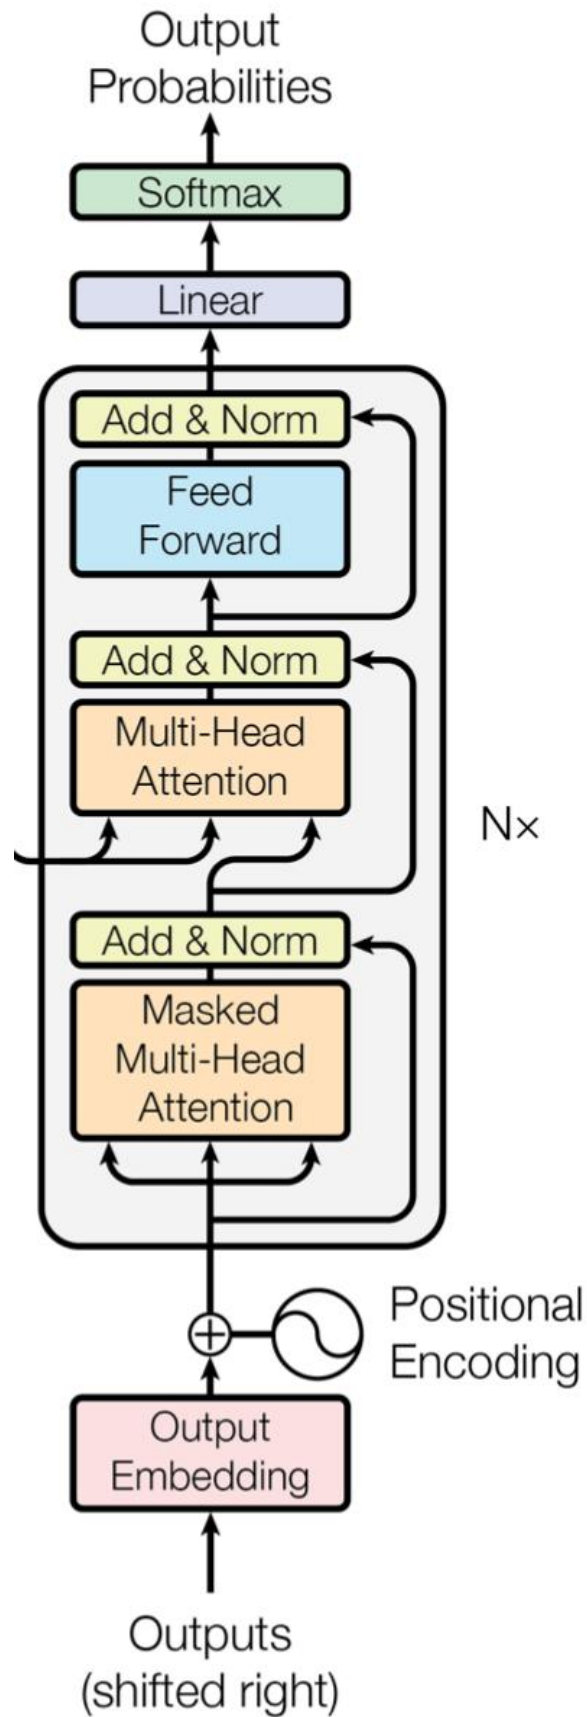 Output
Probabilities
Softmax
Linear
Add & Norm
Feed
Forward
Add & Norm
Multi-Head
Attention
N×
Add & Norm
Masked
Multi-Head
Attention
Positional
Encoding
Output
Embedding
Outputs
(shifted right)